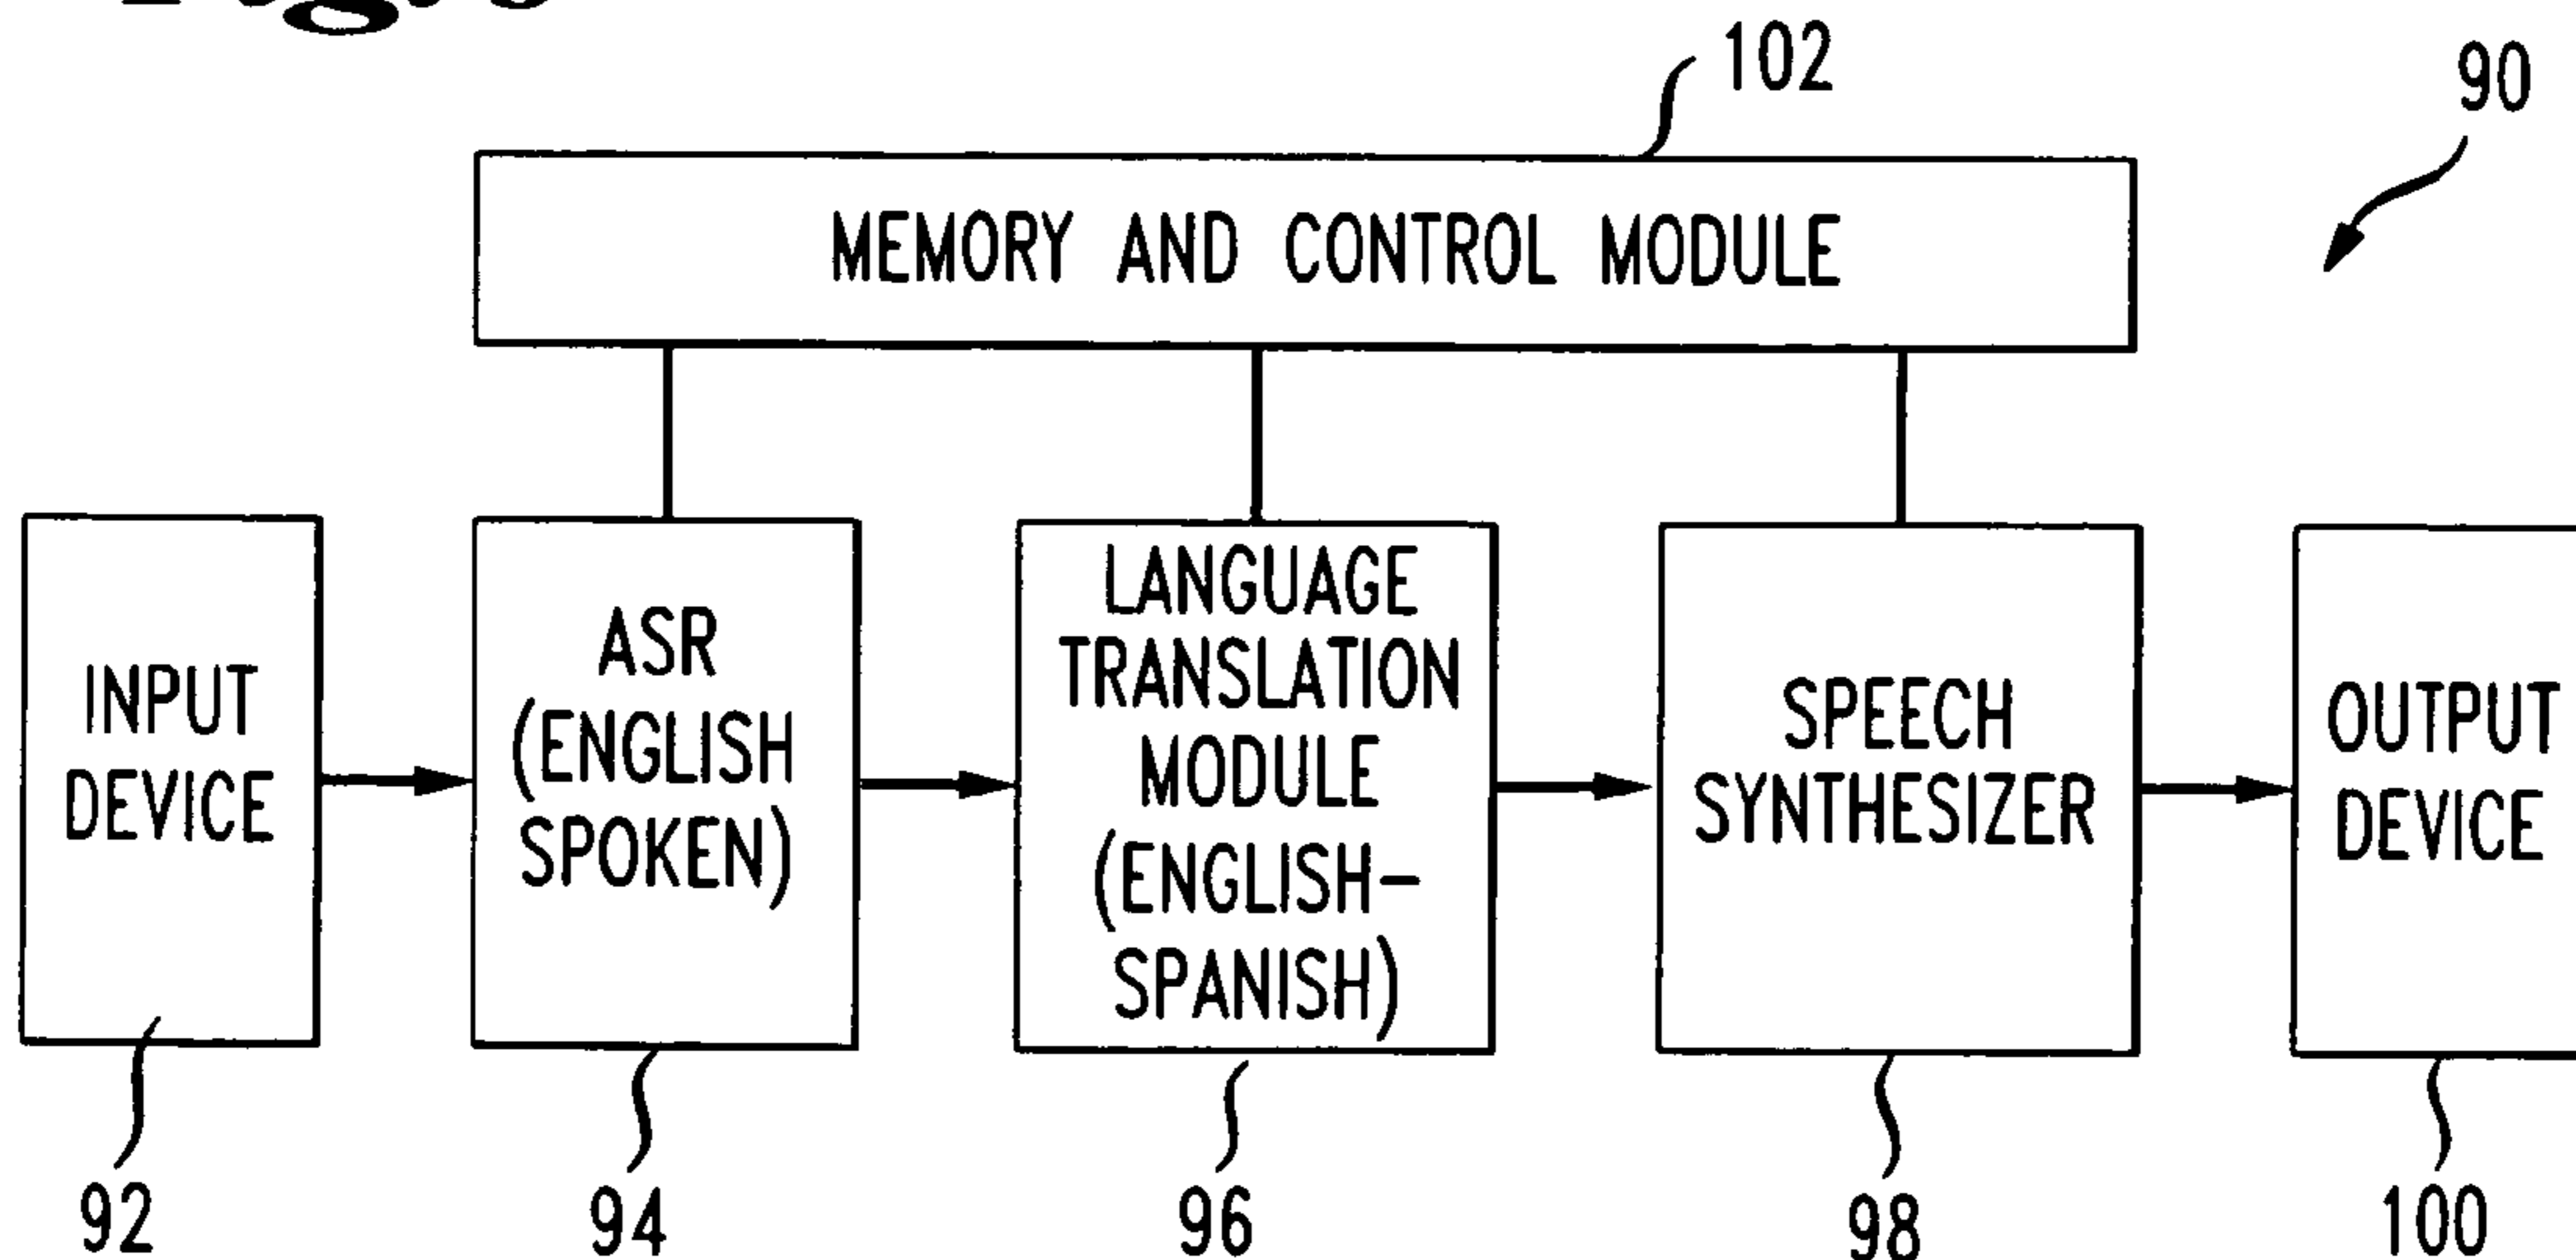 102
90
MEMORY AND CONTROL MODULE
INPUT
DEVICE
ASR
(ENGLISH
SPOKEN)
LANGUAGE
TRANSLATION
MODULE
(ENGLISH-
SPANISH)
SPEECH
SYNTHESIZER
OUTPUT
DEVICE
92
94
96
98
100